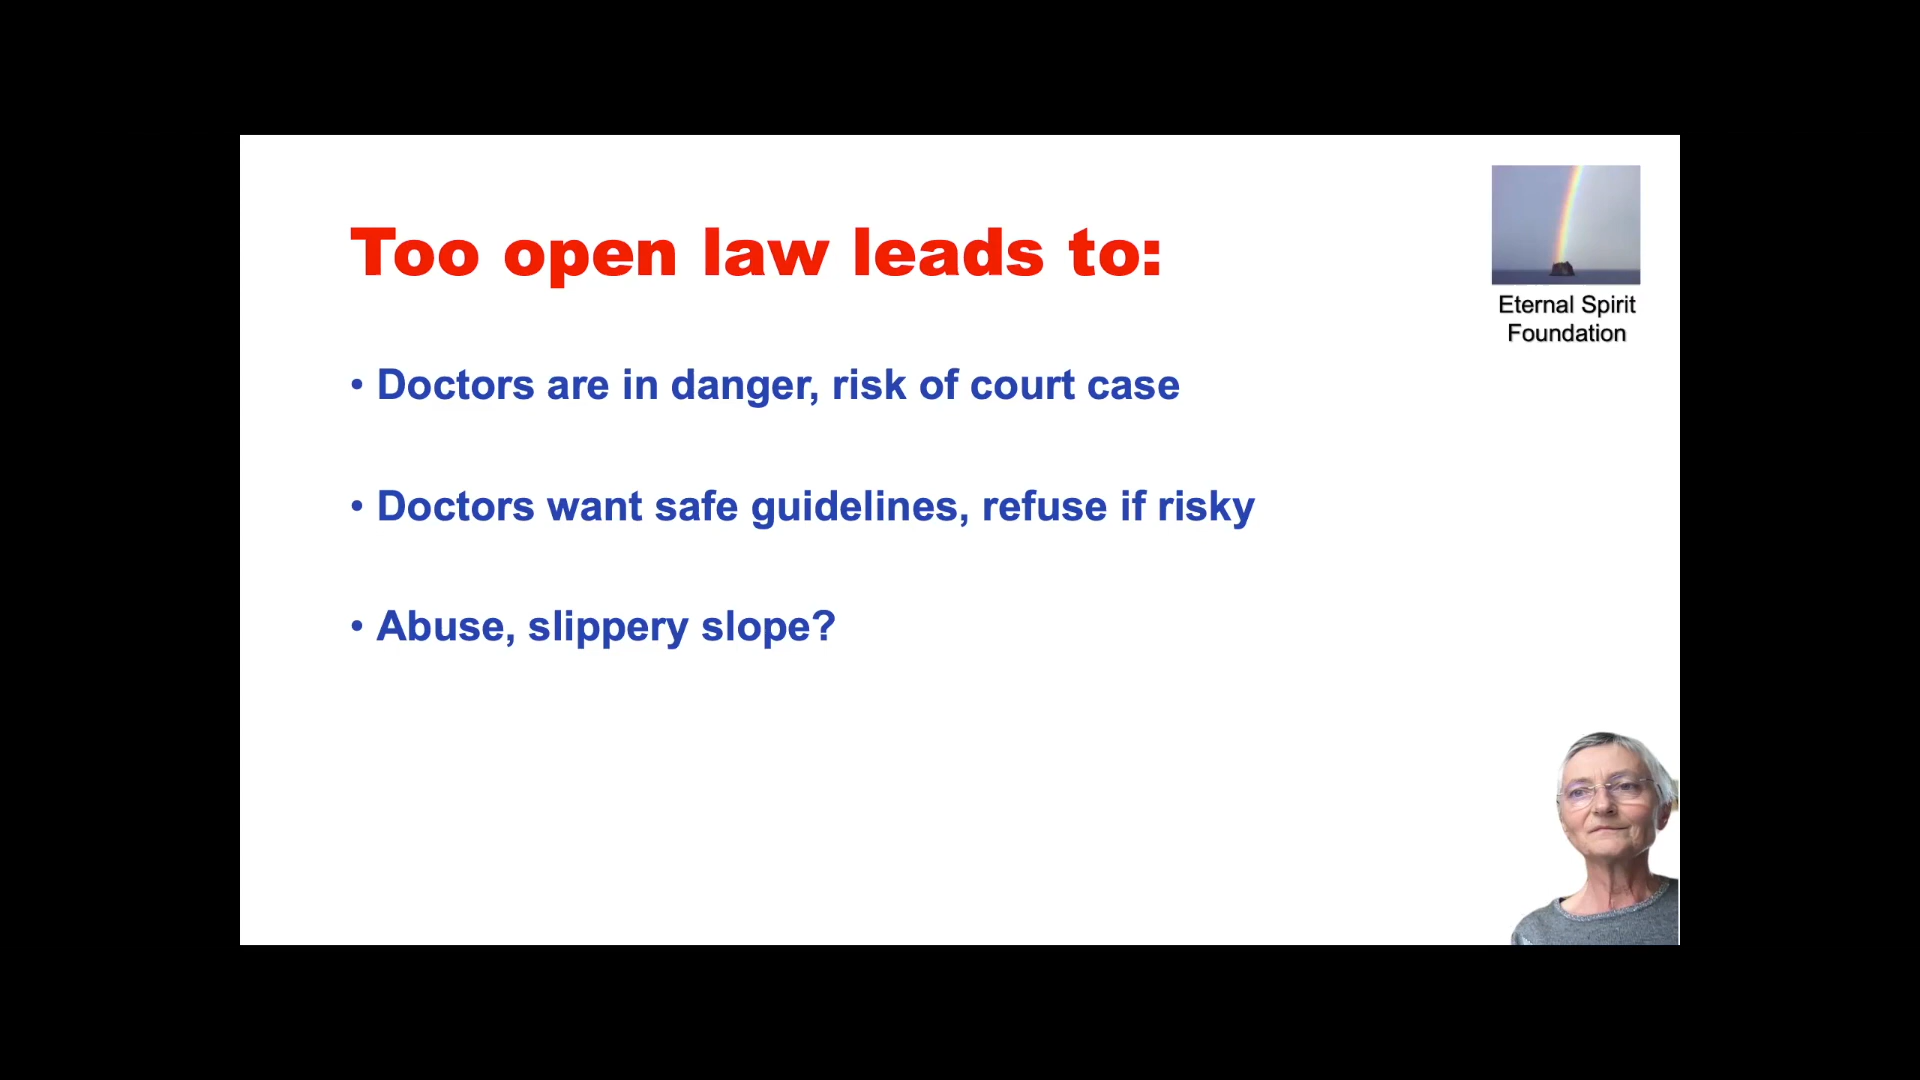 Too open law leads to:
Eternal Spirit
Foundation
• Doctors are in danger, risk of court case
• Doctors want safe guidelines, refuse if risky
• Abuse, slippery slope?